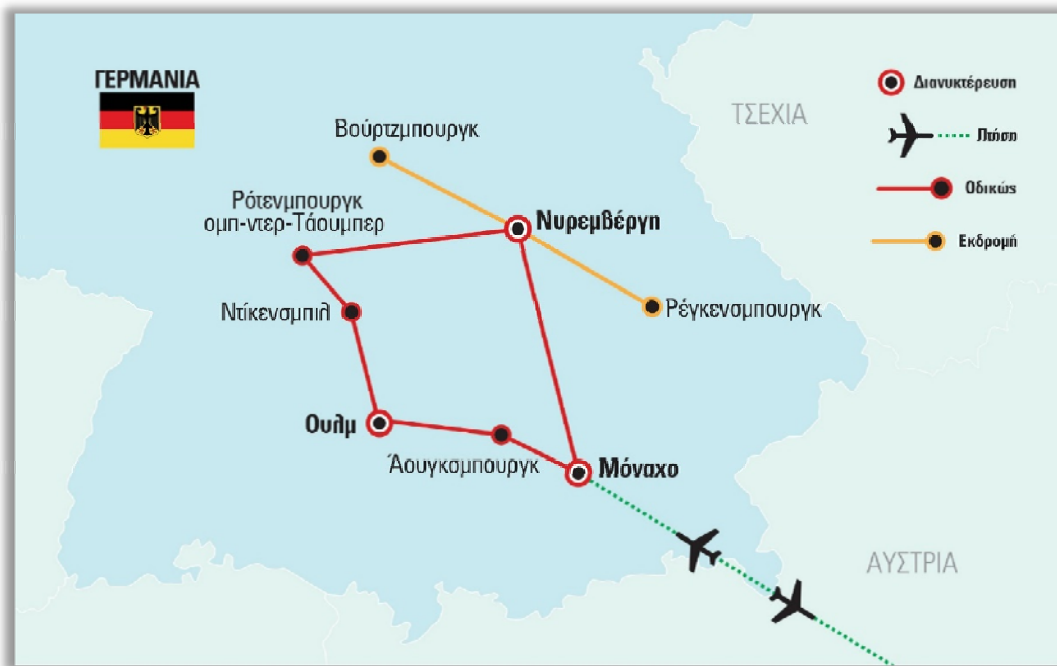 ΓΕΡΜΑΝΙΑ
ΤΣΕΧΙΑ
Διανυκτέρευση
Πτήση
Οδικώς
Εκδρομή
Βούρτζμπουργκ
Ρότενμπουργκ
ομπ-ντερ-Τάουμπερ
Νυρεμβέργη
Ντίκενσμπιλ
Ρέγκενσμπουργκ
Ουλμ
Άουγκσμπουργκ
Μόναχο
ΑΥΣΤΡΙΑ